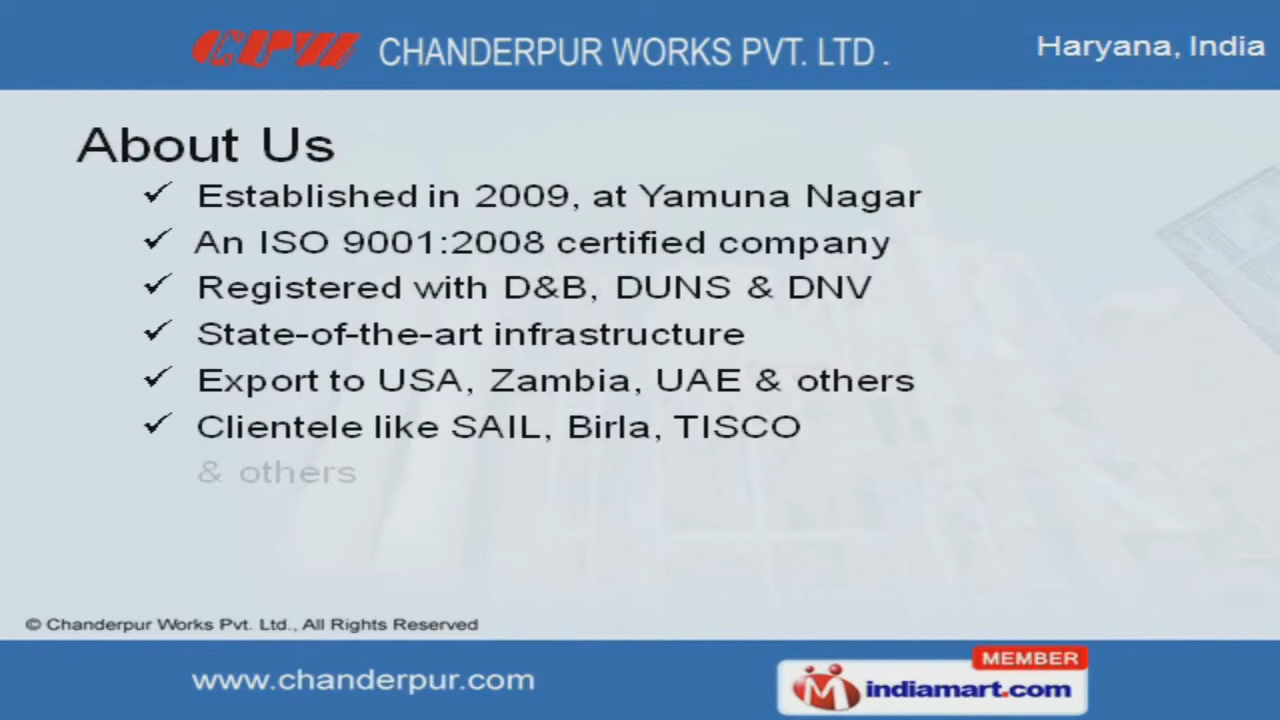 CPW CHANDERPUR WORKS PVT. LTD .
Haryana, India
About Us
✓ Established in 2009, at Yamuna Nagar
✓ An ISO 9001:2008 certified company
✓ Registered with D&B, DUNS & DNV
✓ State-of-the-art infrastructure
✓ Export to USA, Zambia, UAE & others
✓ Clientele like SAIL, Birla, TISCO
& others
© Chanderpur Works Pvt. Ltd., All Rights Reserved
www.chanderpur.com
MEMBER
indiamart.com